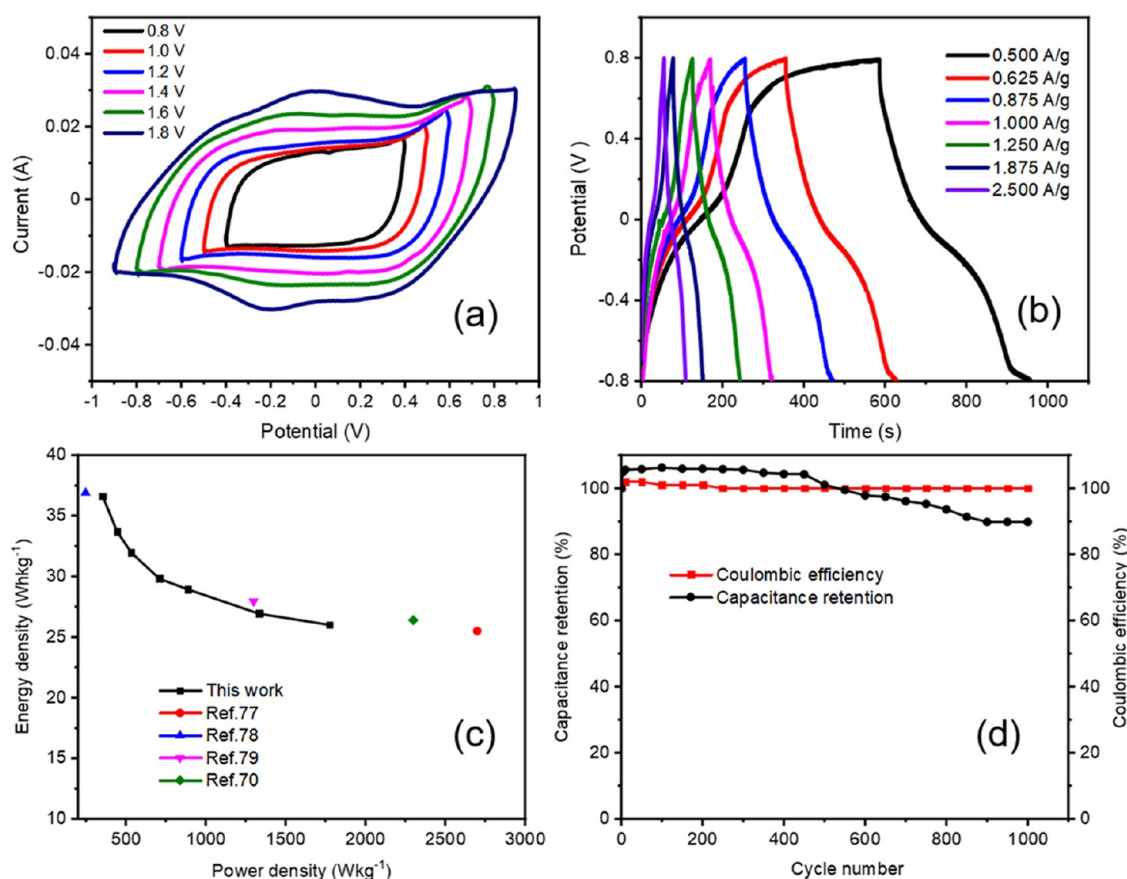 0.8 V
1.0 V
1.2 V
1.4 V
1.6 V
1.8 V
0.04
0.02
0
-0.02
-0.04
Current (A)
(a)
-1 -0.8 -0.6 -0.4 -0.2 0 0.2 0.4 0.6 0.8 1
Potential (V)
0.500 A/g
0.625 A/g
0.875 A/g
1.000 A/g
1.250 A/g
1.875 A/g
2.500 A/g
0.8
0.4
-0
-0.4
-0.8
Potential (V )
(b)
0 200 400 600 800 1000
Time (s)
40
35
30
25
20
15
10
Energy density (Whkg⁻¹)
This work
Ref.77
Ref.78
Ref.79
Ref.70
(c)
500 1000 1500 2000 2500 3000
Power density (Wkg⁻¹)
100
80
60
40
20
0
Capacitance retention (%)
Coulombic efficiency
Capacitance retention
(d)
100
80
60
40
20
0
Coulombic efficiency (%)
0 200 400 600 800 1000
Cycle number